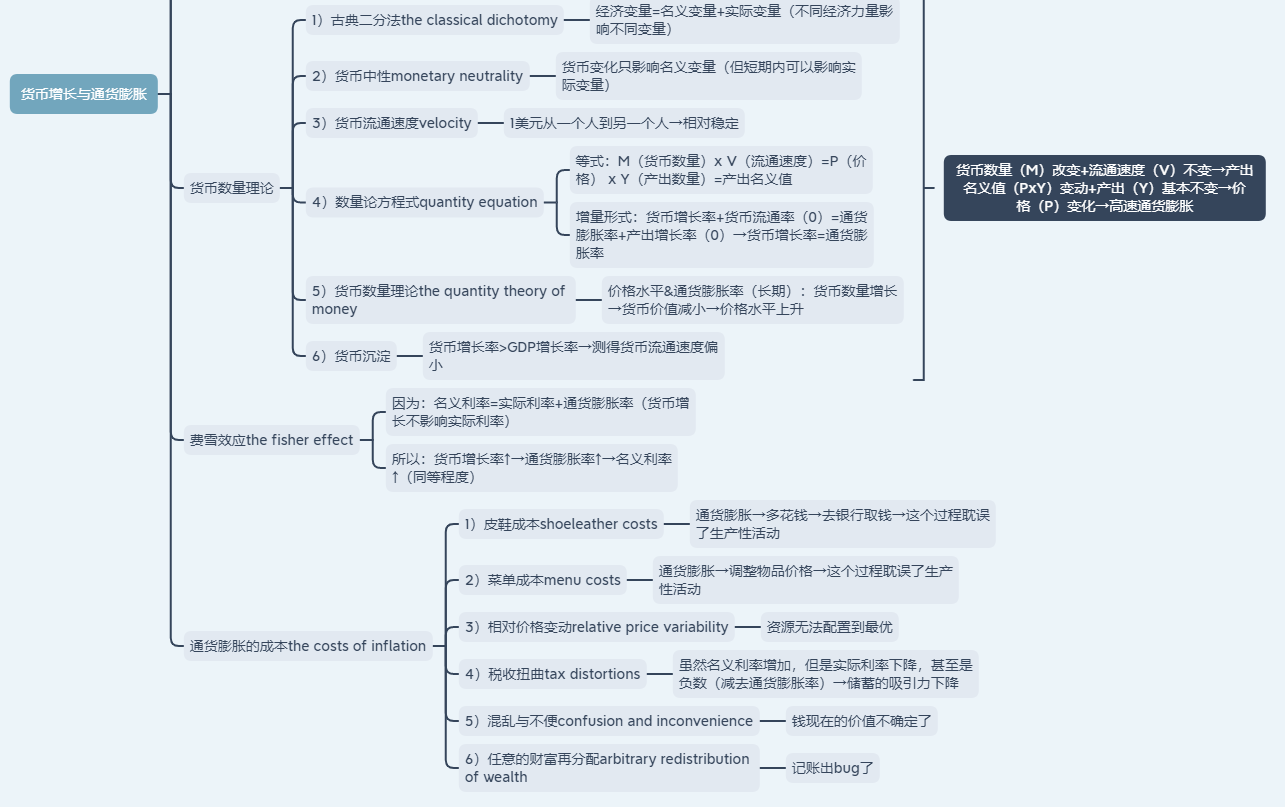 货币增长与通货膨胀
货币数量理论
1）古典二分法the classical dichotomy
经济变量=名义变量+实际变量（不同经济力量影
响不同变量）
2）货币中性monetary neutrality
货币变化只影响名义变量（但短期内可以影响实
际变量）
3）货币流通速度velocity
1美元从一个人到另一个人→相对稳定
4）数量论方程式quantity equation
等式：M（货币数量）x V（流通速度）=P（价
格） x Y（产出数量）=产出名义值
增量形式：货币增长率+货币流通率（0）=通货
膨胀率+产出增长率（0）→货币增长率=通货膨
胀率
5）货币数量理论the quantity theory of
money
价格水平&通货膨胀率（长期）：货币数量增长
→货币价值减小→价格水平上升
6）货币沉淀
货币增长率>GDP增长率→测得货币流通速度偏
小
货币数量（M）改变+流通速度（V）不变→产出
名义值（PxY）变动+产出（Y）基本不变→价
格（P）变化→高速通货膨胀
费雪效应the fisher effect
因为：名义利率=实际利率+通货膨胀率（货币增
长不影响实际利率）
所以：货币增长率↑→通货膨胀率↑→名义利率
↑（同等程度）
通货膨胀的成本the costs of inflation
1）皮鞋成本shoeleather costs
通货膨胀→多花钱→去银行取钱→这个过程耽误
了生产性活动
2）菜单成本menu costs
通货膨胀→调整物品价格→这个过程耽误了生产
性活动
3）相对价格变动relative price variability
资源无法配置到最优
4）税收扭曲tax distortions
虽然名义利率增加，但是实际利率下降，甚至是
负数（减去通货膨胀率）→储蓄的吸引力下降
5）混乱与不便confusion and inconvenience
钱现在的价值不确定了
6）任意的财富再分配arbitrary redistribution
of wealth
记账出bug了